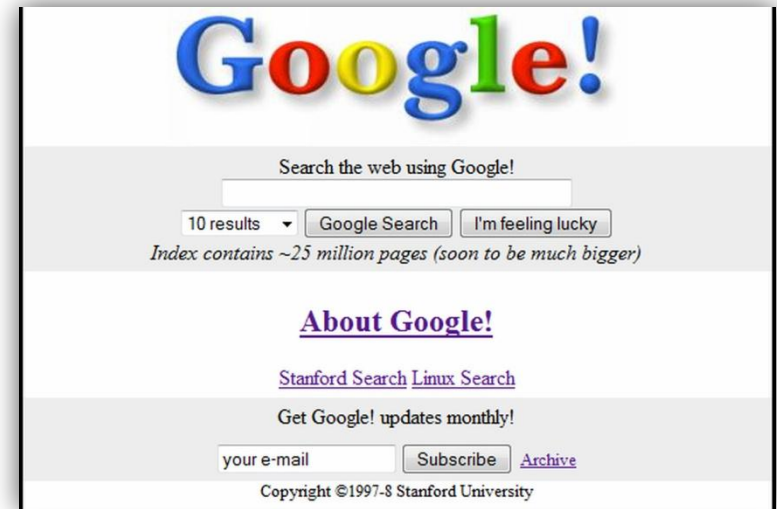 Google!
Search the web using Google!
10 results Google Search I'm feeling lucky
Index contains ~25 million pages (soon to be much bigger)
About Google!
Stanford Search Linux Search
Get Google! updates monthly!
your e-mail Subscribe Archive
Copyright ©1997-8 Stanford University